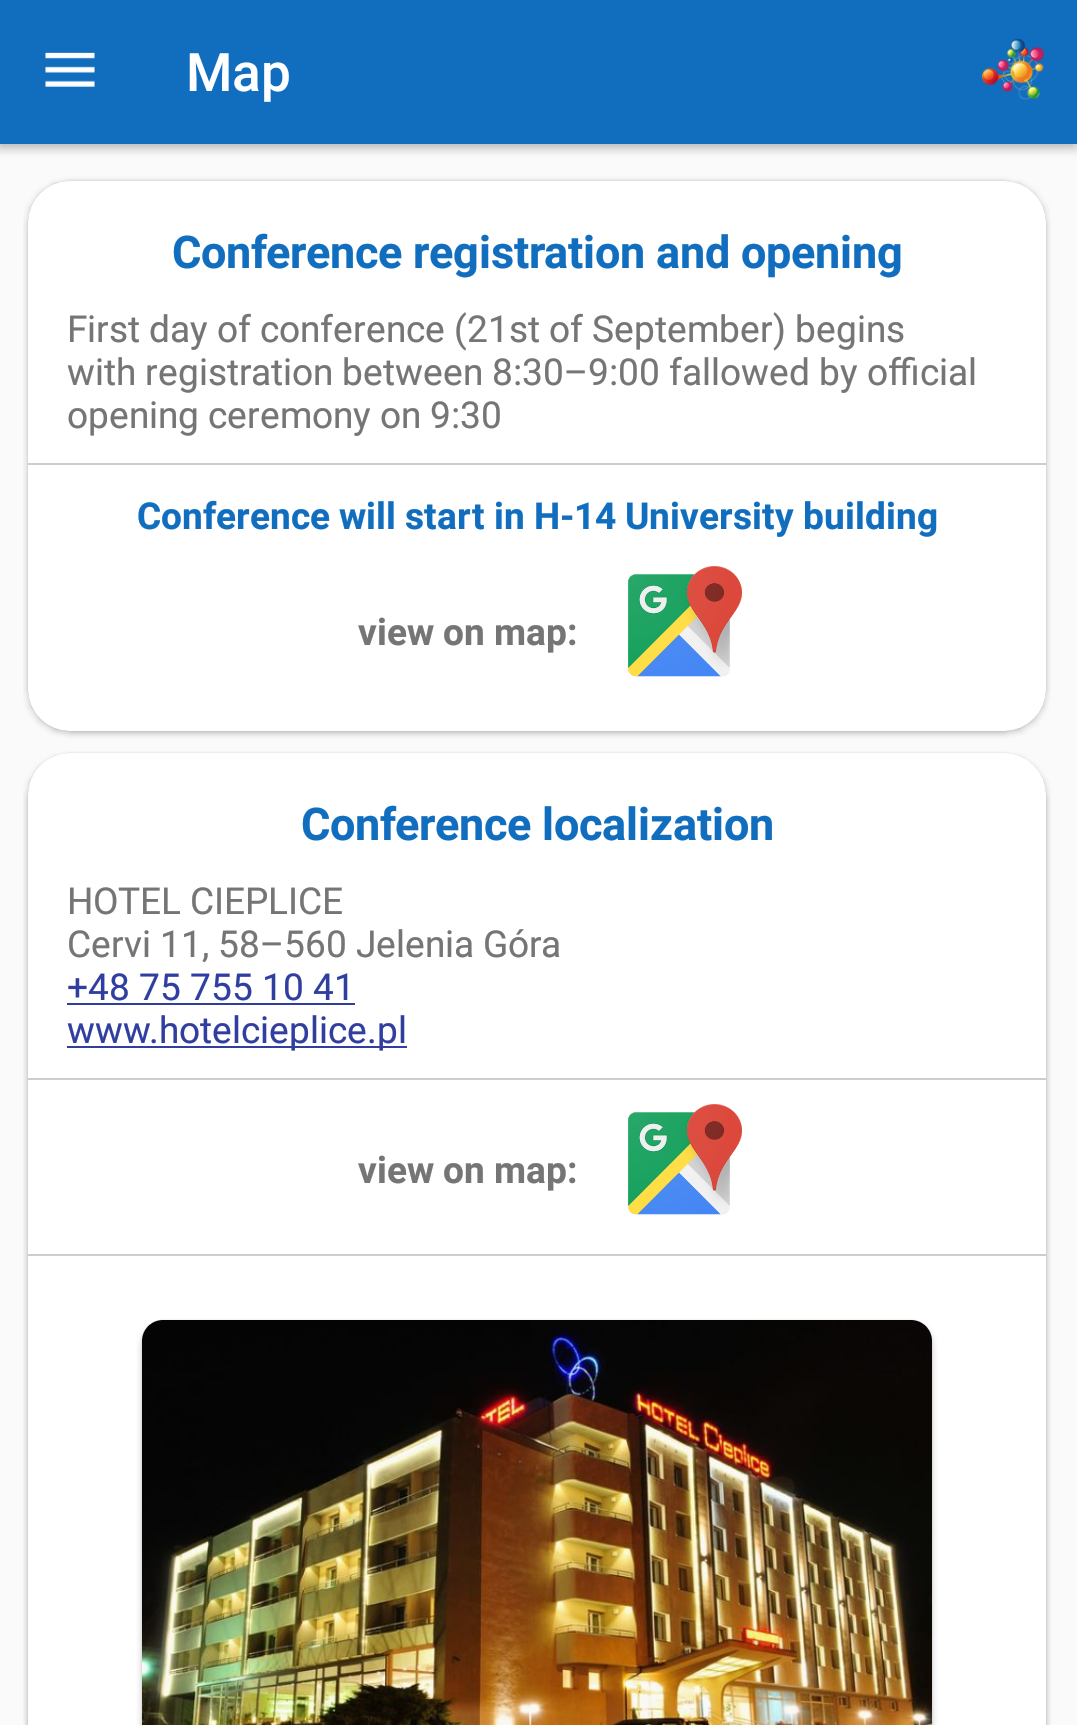 Map
Conference registration and opening
First day of conference (21st of September) begins
with registration between 8:30–9:00 fallowed by official
opening ceremony on 9:30
Conference will start in H-14 University building
view on map:
G
Conference localization
HOTEL CIEPLICE
Cervi 11, 58–560 Jelenia Góra
+48 75 755 10 41
www.hotelcieplice.pl
view on map:
G
TEL
HOTEL Cieplice